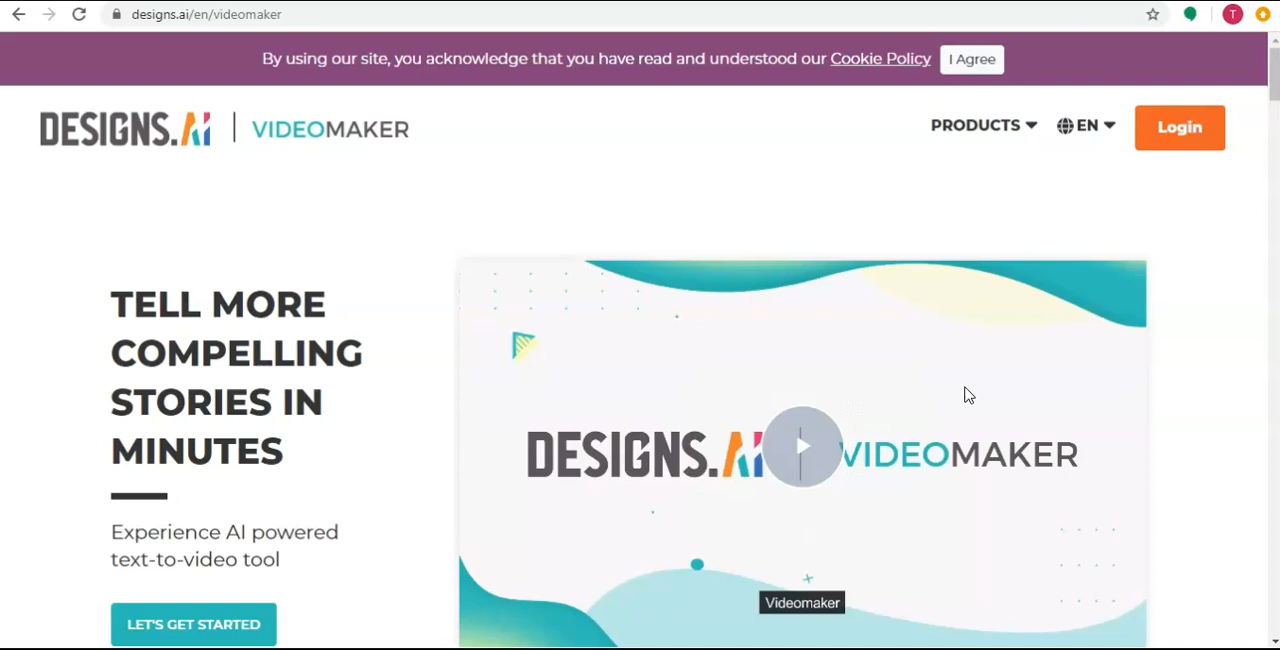 designs.ai/en/videomaker
T
By using our site, you acknowledge that you have read and understood our Cookie Policy I Agree
DESIGNS.AI VIDEOMAKER
PRODUCTS EN Login
TELL MORE
COMPELLING
STORIES IN
MINUTES
Experience AI powered
text-to-video tool
LET'S GET STARTED
DESIGNS.AI VIDEOMAKER
Videomaker